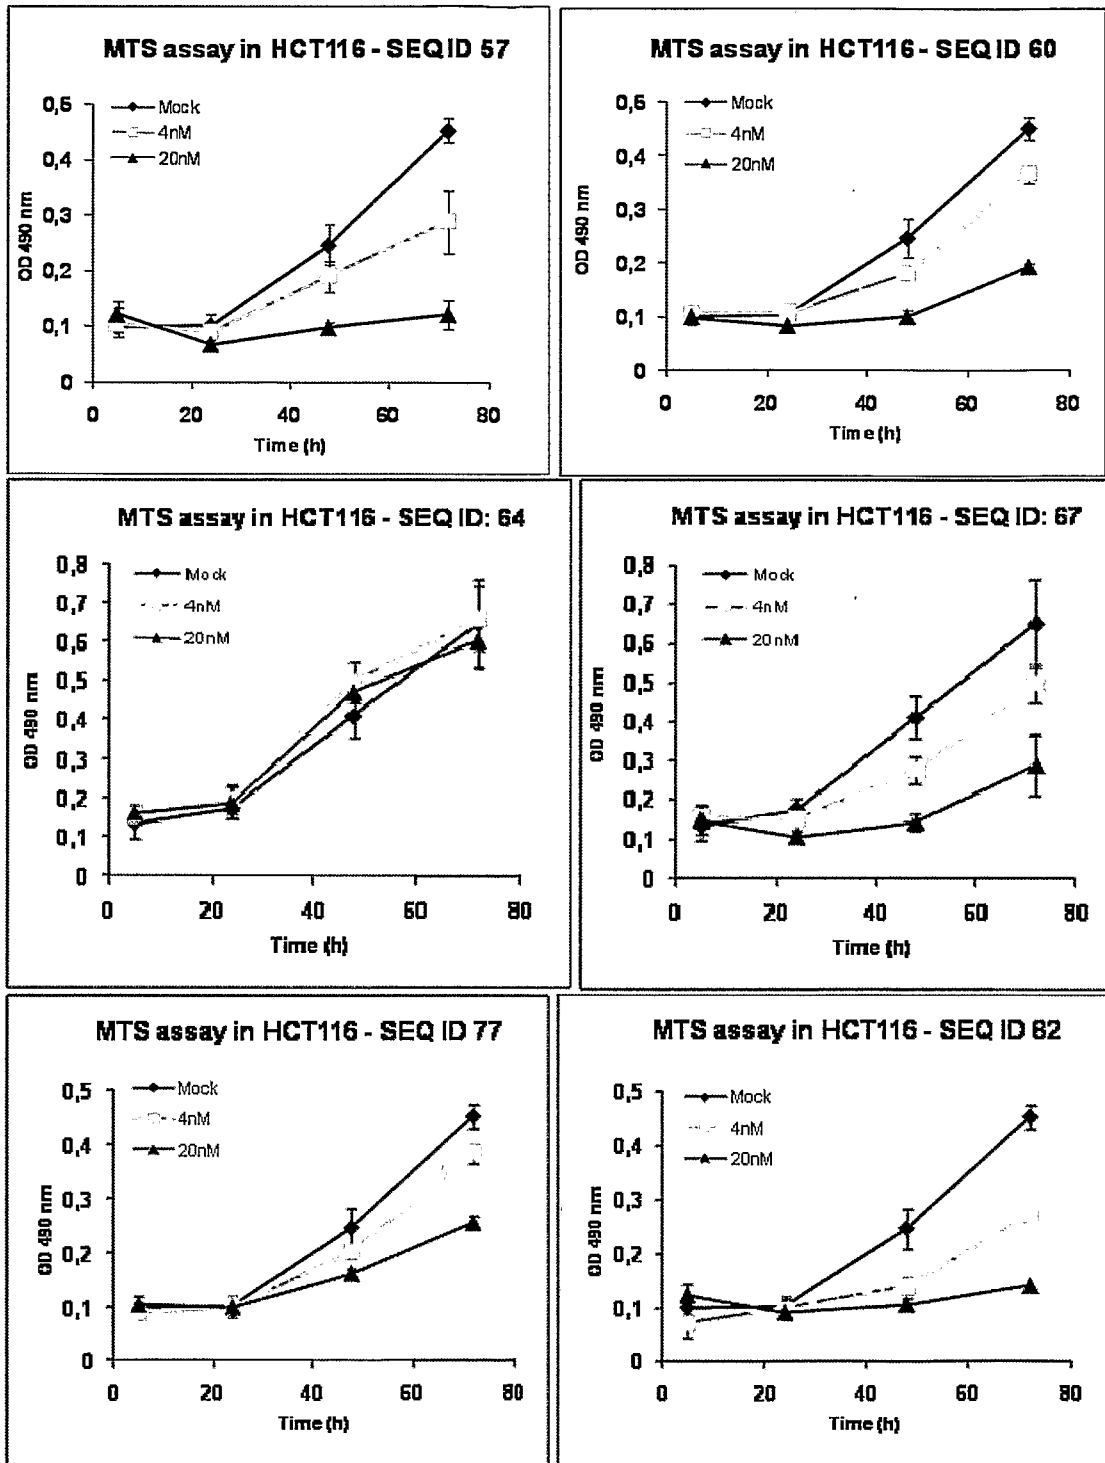 MTS assay in HCT116 - SEQ ID 57
Mock
4nM
20nM
0,6
0,5
0,4
0,3
0,2
0,1
0
OD 490 nm
0 20 40 60 80
Time (h)
MTS assay in HCT116 - SEQ ID 60
Mock
4nM
20nM
0,5
0,5
0,4
0,3
0,2
0,1
0
OD 490 nm
0 20 40 60 80
Time (h)
MTS assay in HCT116 - SEQ ID: 64
Mock
4nM
20nM
0,8
0,7
0,6
0,5
0,4
0,3
0,2
0,1
0
OD 490 nm
0 20 40 60 80
Time (h)
MTS assay in HCT116 - SEQ ID: 67
Mock
4nM
20nM
0,8
0,7
0,6
0,5
0,4
0,3
0,2
0,1
0
OD 490 nm
0 20 40 60 80
Time (h)
MTS assay in HCT116 - SEQ ID 77
Mock
4nM
20nM
0,5
0,4
0,3
0,2
0,1
0
OD 490 nm
0 20 40 60 80
Time (h)
MTS assay in HCT116 - SEQ ID 82
Mock
4nM
20nM
0,5
0,4
0,3
0,2
0,1
0
OD 490 nm
0 20 40 60 80
Time (h)